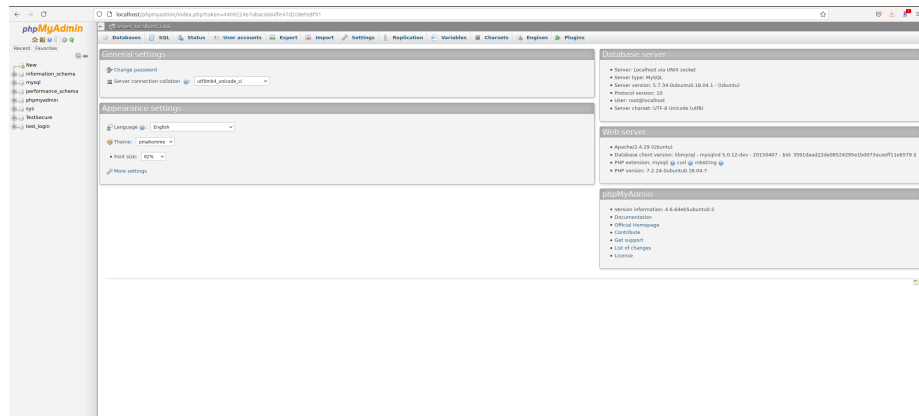 localhost/phpmyadmin/index.php?token=4409c24e7abac666dfe47d2c8efe8f91
phpMyAdmin
Recent Favorites
New
information_schema
mysql
performance_schema
phpmyadmin
sys
TestSecure
test_login
Server: localhost:3306
Databases SQL Status User accounts Export Import Settings Replication Variables Charsets Engines Plugins
General settings
Change password
Server connection collation : utf8mb4_unicode_ci
Appearance settings
Language : English
Theme: pmahomme
Font size: 82%
More settings
Database server
Server: Localhost via UNIX socket
Server type: MySQL
Server version: 5.7.34-0ubuntu0.18.04.1 - (Ubuntu)
Protocol version: 10
User: root@localhost
Server charset: UTF-8 Unicode (utf8)
Web server
Apache/2.4.29 (Ubuntu)
Database client version: libmysql - mysqlnd 5.0.12-dev - 20150407 - $Id: 3591daad22de08524295e1bd073aceeff11e6579 $
PHP extension: mysqli curl mbstring
PHP version: 7.2.24-0ubuntu0.18.04.7
phpMyAdmin
Version information: 4.6.6deb5ubuntu0.5
Documentation
Official Homepage
Contribute
Get support
List of changes
License